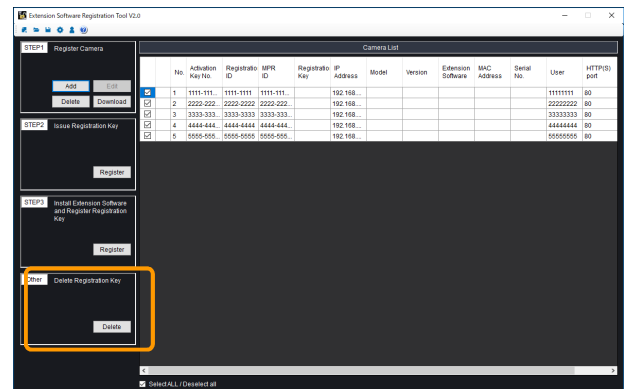 Extension Software Registration Tool V2.0
STEP1 Register Camera
Add Edit
Delete Download
STEP2 Issue Registration Key
Register
STEP3 Install Extension Software
and Register Registration
Key
Register
Other Delete Registration Key
Delete
Camera List
No. Activation Key No. Registratio ID MPR ID Registratio Key IP Address Model Version Extension Software MAC Address Serial No. User HTTP(S) port
1 1111-111... 1111-1111 1111-111... 192.168.... 11111111 80
2 2222-222... 2222-2222 2222-222... 192.168.... 22222222 80
3 3333-333... 3333-3333 3333-333... 192.168.... 33333333 80
4 4444-444... 4444-4444 4444-444... 192.168.... 44444444 80
5 5555-555... 5555-5555 5555-555... 192.168.... 55555555 80
Select ALL / Deselect all